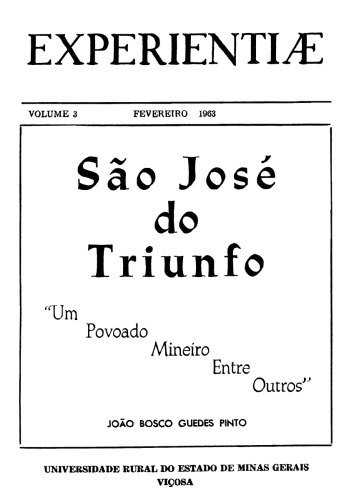 EXPERIENTIÆ
VOLUME 3 FEVEREIRO 1963
São José
do
Triunfo
"Um
Povoado
Mineiro
Entre
Outros"
JOÃO BOSCO GUEDES PINTO
UNIVERSIDADE RURAL DO ESTADO DE MINAS GERAIS
VIÇOSA